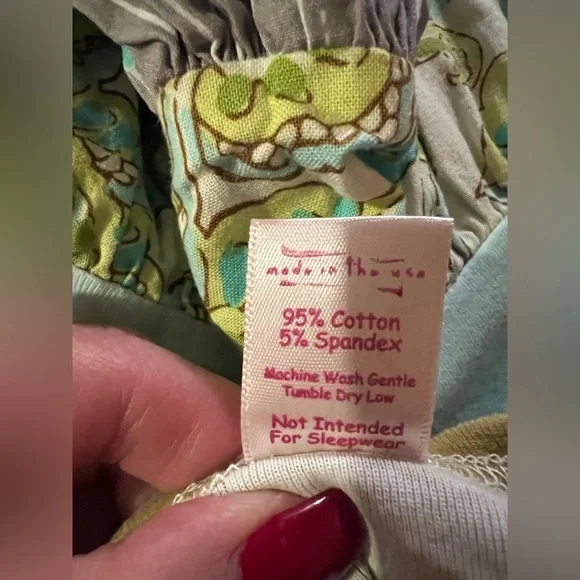 made in the usa
95% Cotton
5% Spandex
Machine Wash Gentle
Tumble Dry Low
Not Intended
For Sleepwear